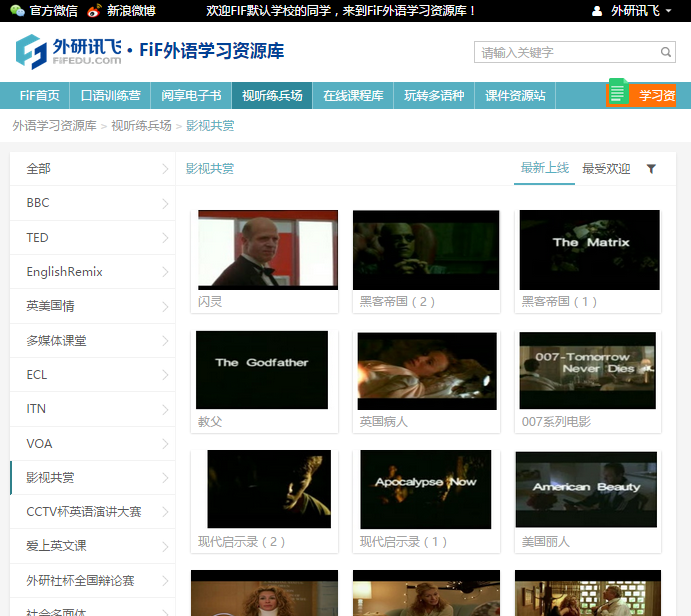 官方微信 新浪微博 欢迎FiF默认学校的同学，来到FiF外语学习资源库！ 外研讯飞
外研讯飞 · FiF外语学习资源库
FIFEDU.COM
请输入关键字
FiF首页 口语训练营 阅享电子书 视听练兵场 在线课程库 玩转多语种 课件资源站 学习资
外语学习资源库 > 视听练兵场 > 影视共赏
全部
BBC
TED
EnglishRemix
英美国情
多媒体课堂
ECL
ITN
VOA
影视共赏
CCTV杯英语演讲大赛
爱上英文课
外研社杯全国辩论赛
社会多面体
影视共赏 最新上线 最受欢迎
The Matrix
闪灵 黑客帝国（2） 黑客帝国（1）
The Godfather
007-Tomorrow
Never Dies
教父 英国病人 007系列电影
Apocalypse Now
American Beauty
现代启示录（2） 现代启示录（1） 美国丽人